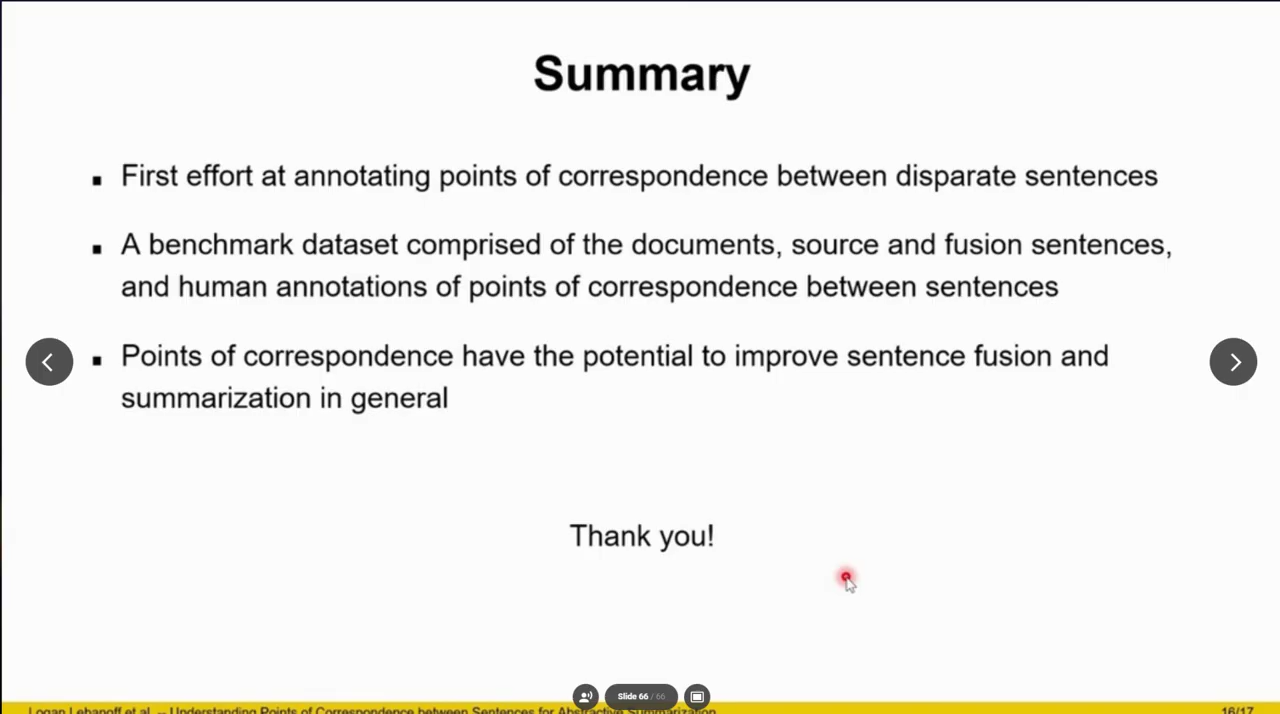 Summary
▪ First effort at annotating points of correspondence between disparate sentences
▪ A benchmark dataset comprised of the documents, source and fusion sentences,
and human annotations of points of correspondence between sentences
▪ Points of correspondence have the potential to improve sentence fusion and
summarization in general
Thank you!
Slide 66 / 66
Logan Lebanoff et al. -- Understanding Points of Correspondence between Sentences for Abstractive Summarization
16/17